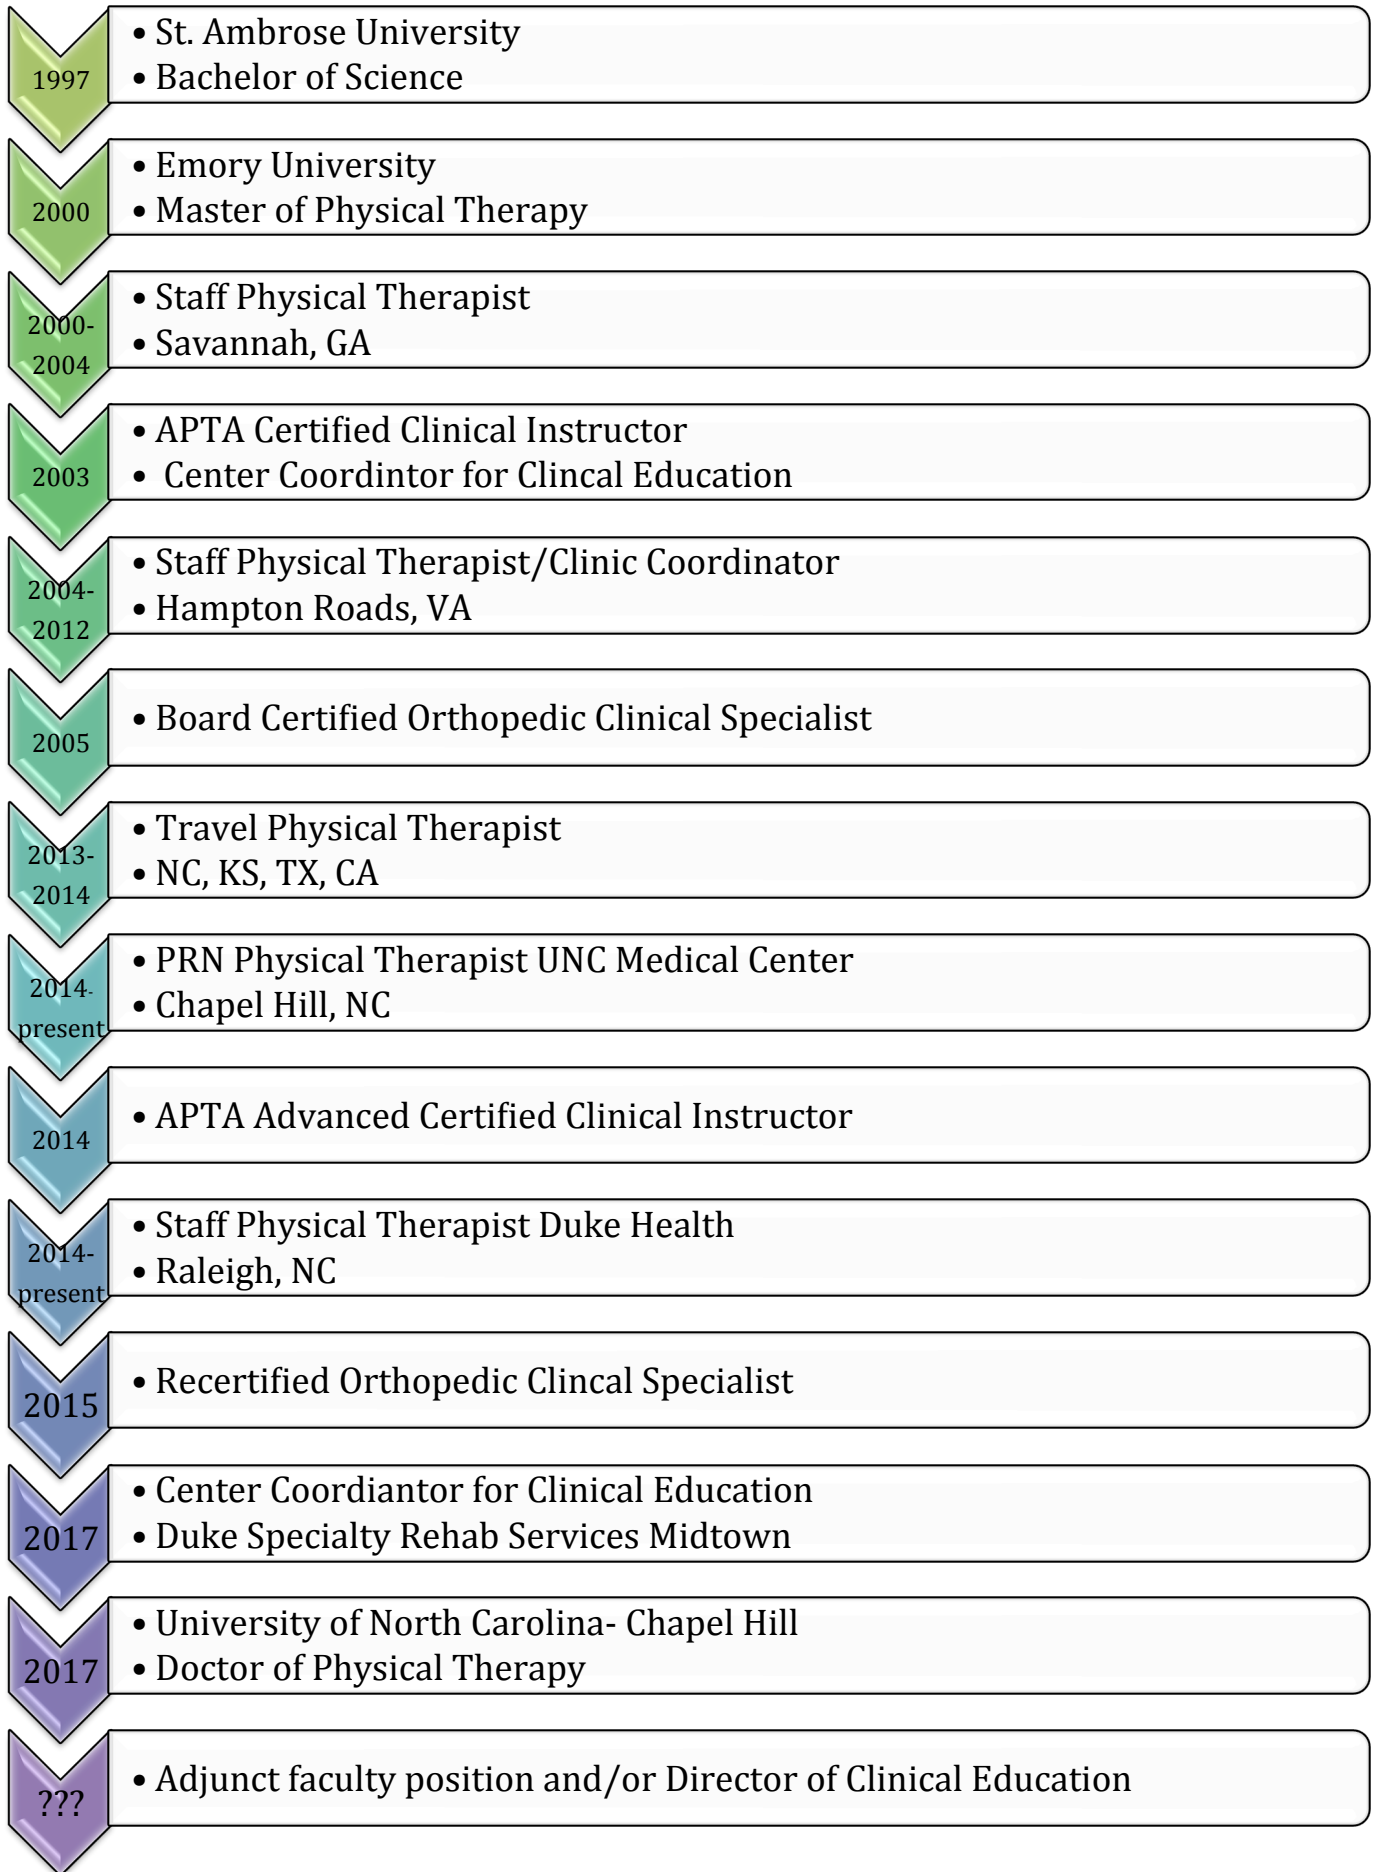 1997
• St. Ambrose University
• Bachelor of Science
2000
• Emory University
• Master of Physical Therapy
2000-
2004
• Staff Physical Therapist
• Savannah, GA
2003
• APTA Certified Clinical Instructor
• Center Coordintor for Clincal Education
2004-
2012
• Staff Physical Therapist/Clinic Coordinator
• Hampton Roads, VA
2005
• Board Certified Orthopedic Clinical Specialist
2013-
2014
• Travel Physical Therapist
• NC, KS, TX, CA
2014-
present
• PRN Physical Therapist UNC Medical Center
• Chapel Hill, NC
2014
• APTA Advanced Certified Clinical Instructor
2014-
present
• Staff Physical Therapist Duke Health
• Raleigh, NC
2015
• Recertified Orthopedic Clincal Specialist
2017
• Center Coordiantor for Clinical Education
• Duke Specialty Rehab Services Midtown
2017
• University of North Carolina- Chapel Hill
• Doctor of Physical Therapy
???
• Adjunct faculty position and/or Director of Clinical Education